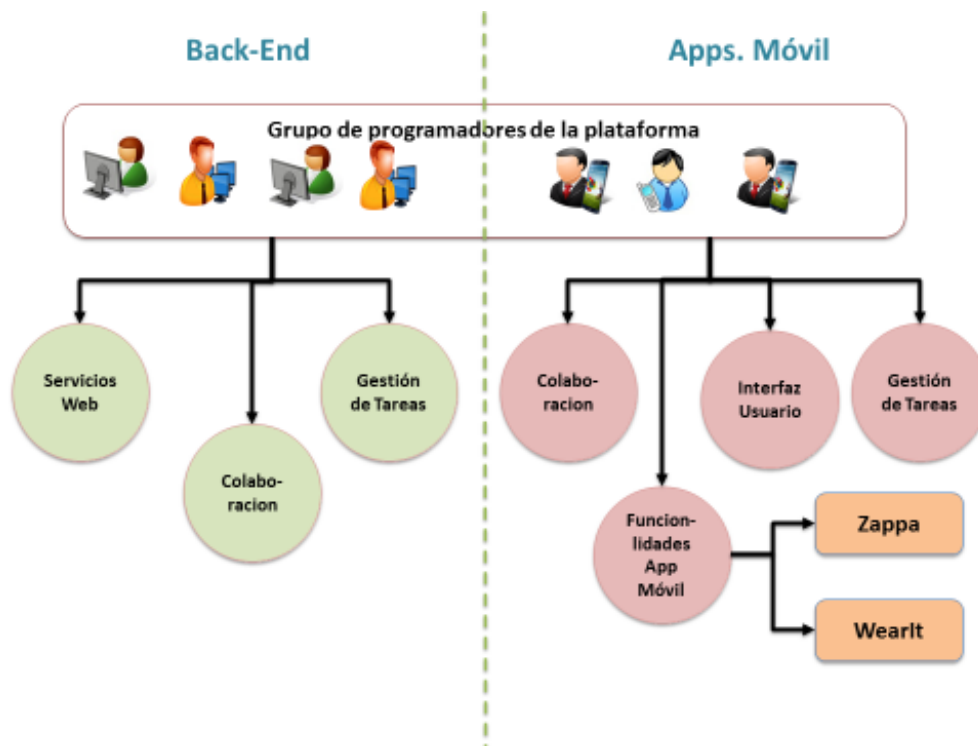 Back-End
Apps. Móvil
Grupo de programadores de la plataforma
Servicios
Web
Colabo-
racion
Gestión
de Tareas
Colabo-
racion
Funcion-
lidades
App
Móvil
Interfaz
Usuario
Gestión
de Tareas
Zappa
WearIt